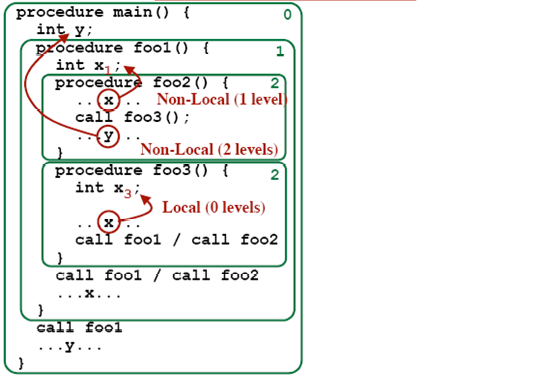 procedure main() { 0
int y;
procedure foo1() { 1
int x1;
procedure foo2() { 2
..x.. Non-Local (1 level)
call foo3();
...y.. 
Non-Local (2 levels)
}
procedure foo3() { 2
int x3;
Local (0 levels)
..x..
call foo1 / call foo2
}
call foo1 / call foo2
...x...
}
call foo1
...y...
}